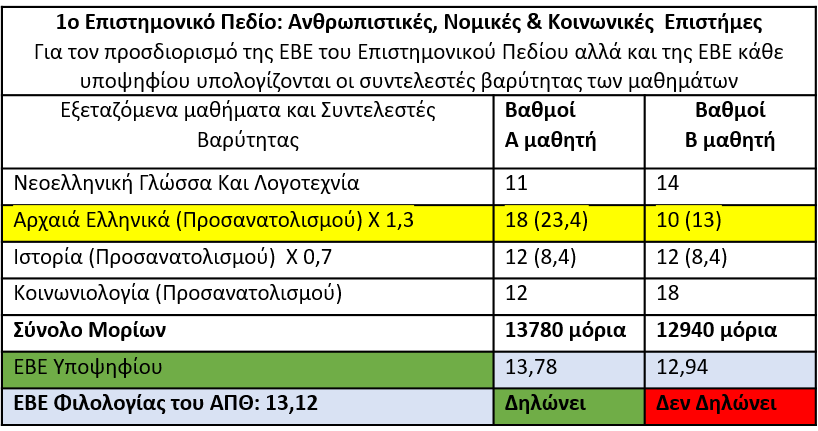 1ο Επιστημονικό Πεδίο: Ανθρωπιστικές, Νομικές & Κοινωνικές Επιστήμες
Για τον προσδιορισμό της ΕΒΕ του Επιστημονικού Πεδίου αλλά και της ΕΒΕ κάθε
υποψηφίου υπολογίζονται οι συντελεστές βαρύτητας των μαθημάτων
Εξεταζόμενα μαθήματα και Συντελεστές
Βαρύτητας
Βαθμοί
Α μαθητή
Βαθμοί
Β μαθητή
Νεοελληνική Γλώσσα Και Λογοτεχνία 11 14
Αρχαιά Ελληνικά (Προσανατολισμού) Χ 1,3 18 (23,4) 10 (13)
Ιστορία (Προσανατολισμού) Χ 0,7 12 (8,4) 12 (8,4)
Κοινωνιολογία (Προσανατολισμού) 12 18
Σύνολο Μορίων 13780 μόρια 12940 μόρια
ΕΒΕ Υποψηφίου 13,78 12,94
ΕΒΕ Φιλολογίας του ΑΠΘ: 13,12 Δηλώνει Δεν Δηλώνει